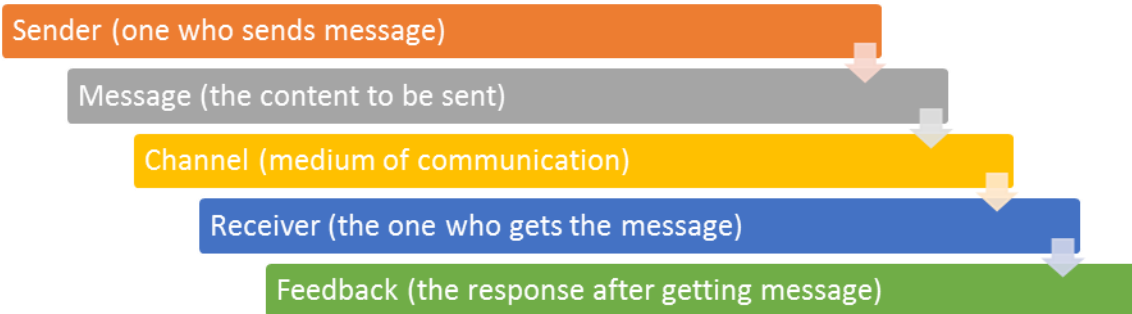 Sender (one who sends message)
Message (the content to be sent)
Channel (medium of communication)
Receiver (the one who gets the message)
Feedback (the response after getting message)